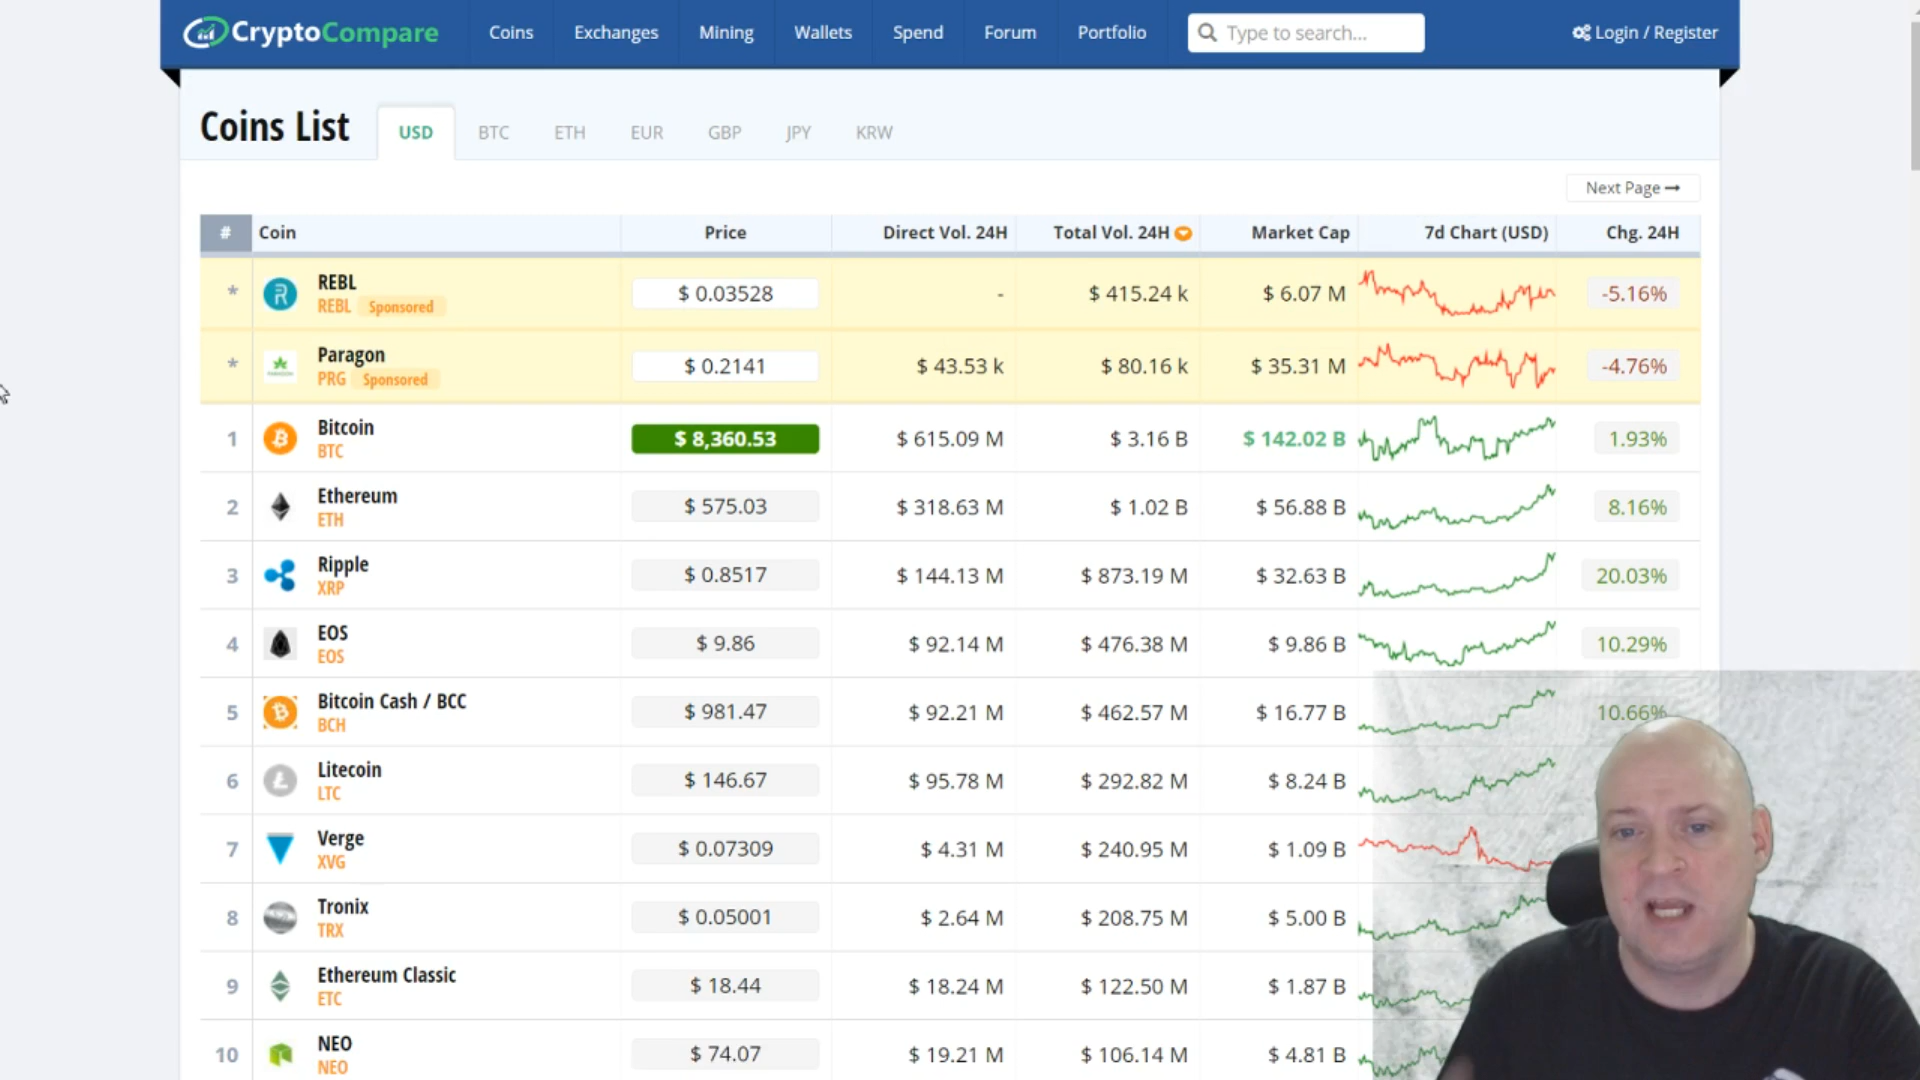 CryptoCompare Coins Exchanges Mining Wallets Spend Forum Portfolio Type to search... Login / Register
Coins List USD BTC ETH EUR GBP JPY KRW
Next Page
# Coin Price Direct Vol. 24H Total Vol. 24H Market Cap 7d Chart (USD) Chg. 24H
* REBL $ 0.03528 - $ 415.24 k $ 6.07 M -5.16%
REBL Sponsored
* Paragon $ 0.2141 $ 43.53 k $ 80.16 k $ 35.31 M -4.76%
PRG Sponsored
1 Bitcoin $ 8,360.53 $ 615.09 M $ 3.16 B $ 142.02 B 1.93%
BTC
2 Ethereum $ 575.03 $ 318.63 M $ 1.02 B $ 56.88 B 8.16%
ETH
3 Ripple $ 0.8517 $ 144.13 M $ 873.19 M $ 32.63 B 20.03%
XRP
4 EOS $ 9.86 $ 92.14 M $ 476.38 M $ 9.86 B 10.29%
EOS
5 Bitcoin Cash / BCC $ 981.47 $ 92.21 M $ 462.57 M $ 16.77 B 10.66%
BCH
6 Litecoin $ 146.67 $ 95.78 M $ 292.82 M $ 8.24 B
LTC
7 Verge $ 0.07309 $ 4.31 M $ 240.95 M $ 1.09 B
XVG
8 Tronix $ 0.05001 $ 2.64 M $ 208.75 M $ 5.00 B
TRX
9 Ethereum Classic $ 18.44 $ 18.24 M $ 122.50 M $ 1.87 B
ETC
10 NEO $ 74.07 $ 19.21 M $ 106.14 M $ 4.81 B
NEO